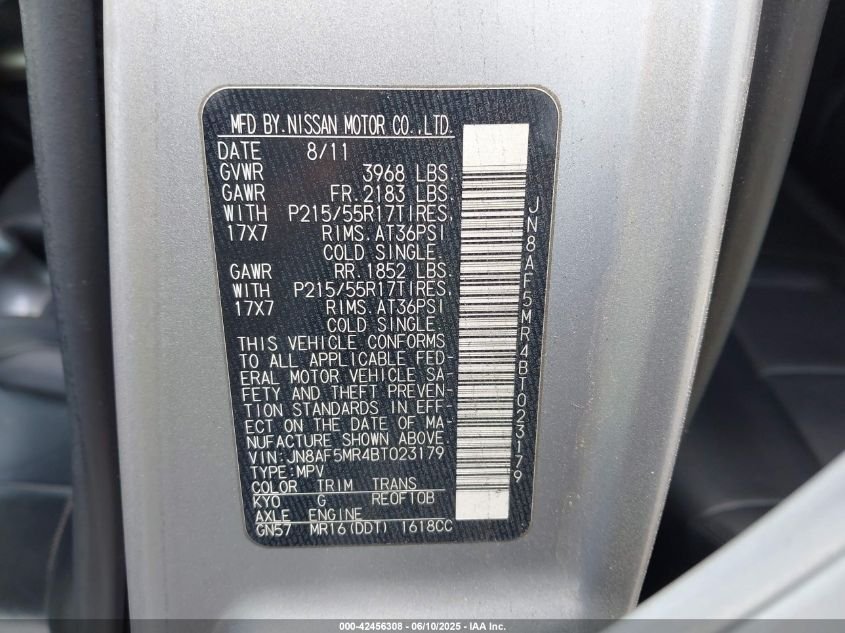 MFD BY.NISSAN MOTOR CO.,LTD.
DATE 8/11
GVWR 3968 LBS.
GAWR FR.2183 LBS.
WITH P215/55R17TIRES,
17X7 RIMS.AT36PSI
COLD SINGLE
GAWR RR.1852 LBS.
WITH P215/55R17TIRES,
17X7 RIMS.AT36PSI
COLD SINGLE
THIS VEHICLE CONFORMS
TO ALL APPLICABLE FED-
ERAL MOTOR VEHICLE SA-
FETY AND THEFT PREVEN-
TION STANDARDS IN EFF-
ECT ON THE DATE OF MA-
NUFACTURE SHOWN ABOVE.
VIN:JN8AF5MR4BT023179
TYPE:MPV
COLOR TRIM TRANS
KYO G RE0F10B
AXLE ENGINE
GN57 MR16(DDT) 1618CC
JN8AF5MR4BT023179
000-42456308 - 06/10/2025 - IAA Inc.